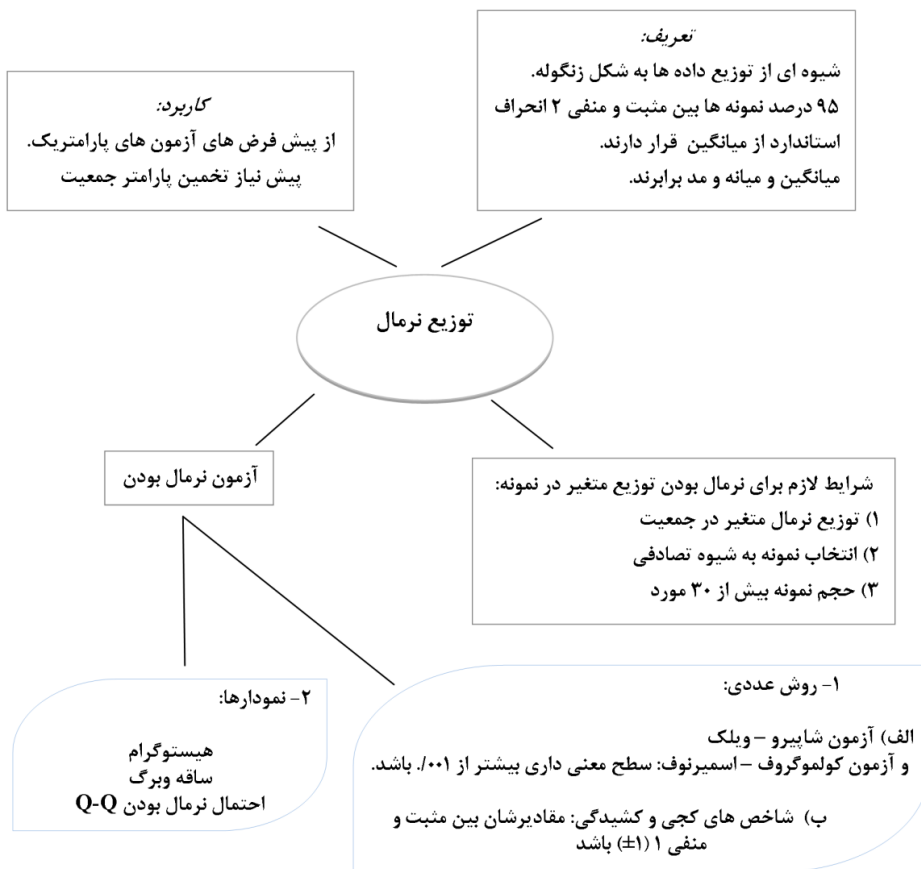 تعریف:
شیوه ای از توزیع داده ها به شکل زنگوله.
۹۵ درصد نمونه ها بین مثبت و منفی ۲ انحراف
استاندارد از میانگین قرار دارند.
میانگین و میانه و مد برابرند.
کاربرد:
از پیش فرض های آزمون های پارامتریک.
پیش نیاز تخمین پارامتر جمعیت
توزیع نرمال
شرایط لازم برای نرمال بودن توزیع متغیر در نمونه:
۱) توزیع نرمال متغیر در جمعیت
۲) انتخاب نمونه به شیوه تصادفی
۳) حجم نمونه بیش از ۳۰ مورد
آزمون نرمال بودن
۱- روش عددی:
الف) آزمون شاپیرو – ویلک
و آزمون کولموگروف – اسمیرنوف: سطح معنی داری بیشتر از ۰۰۱/. باشد.
ب) شاخص های کجی و کشیدگی: مقادیرشان بین مثبت و
منفی ۱ (۱±) باشد
۲- نمودارها:
هیستوگرام
ساقه وبرگ
احتمال نرمال بودن Q-Q